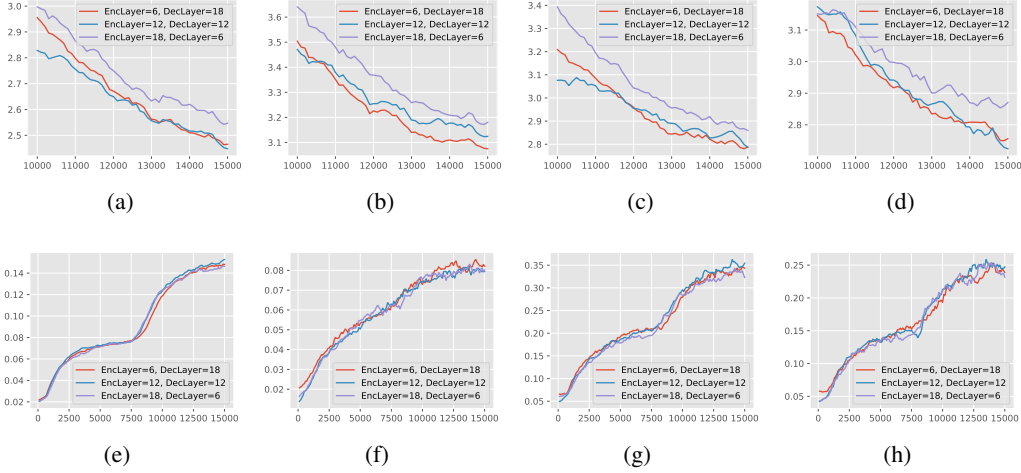 3.0
2.9
2.8
2.7
2.6
2.5
EncLayer=6, DecLayer=18
EncLayer=12, DecLayer=12
EncLayer=18, DecLayer=6
10000 11000 12000 13000 14000 15000
(a)
3.6
3.5
3.4
3.3
3.2
3.1
EncLayer=6, DecLayer=18
EncLayer=12, DecLayer=12
EncLayer=18, DecLayer=6
10000 11000 12000 13000 14000 15000
(b)
3.4
3.3
3.2
3.1
3.0
2.9
2.8
EncLayer=6, DecLayer=18
EncLayer=12, DecLayer=12
EncLayer=18, DecLayer=6
10000 11000 12000 13000 14000 15000
(c)
3.1
3.0
2.9
2.8
EncLayer=6, DecLayer=18
EncLayer=12, DecLayer=12
EncLayer=18, DecLayer=6
10000 11000 12000 13000 14000 15000
(d)
0.14
0.12
0.10
0.08
0.06
0.04
0.02
EncLayer=6, DecLayer=18
EncLayer=12, DecLayer=12
EncLayer=18, DecLayer=6
0 2500 5000 7500 10000 12500 15000
(e)
0.08
0.07
0.06
0.05
0.04
0.03
0.02
EncLayer=6, DecLayer=18
EncLayer=12, DecLayer=12
EncLayer=18, DecLayer=6
0 2500 5000 7500 10000 12500 15000
(f)
0.35
0.30
0.25
0.20
0.15
0.10
0.05
EncLayer=6, DecLayer=18
EncLayer=12, DecLayer=12
EncLayer=18, DecLayer=6
0 2500 5000 7500 10000 12500 15000
(g)
0.25
0.20
0.15
0.10
0.05
EncLayer=6, DecLayer=18
EncLayer=12, DecLayer=12
EncLayer=18, DecLayer=6
0 2500 5000 7500 10000 12500 15000
(h)